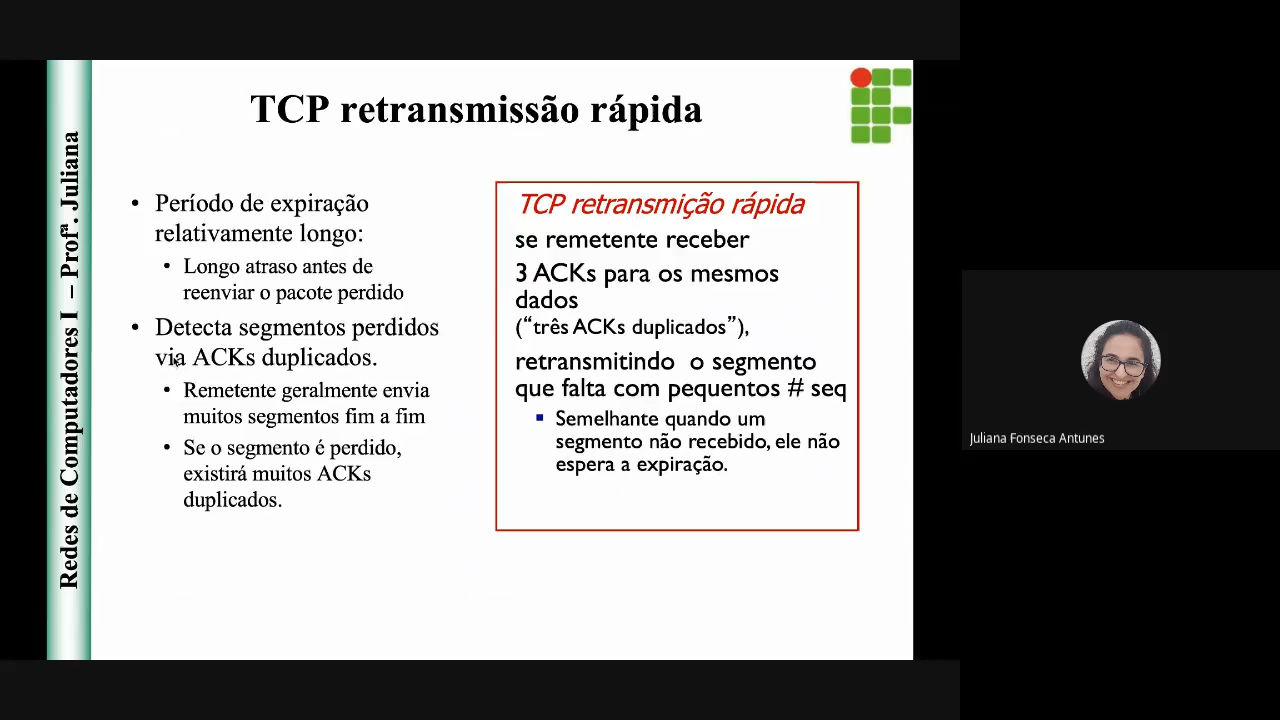 TCP retransmissão rápida
Redes de Computadores I – Profª. Juliana
• Período de expiração
relativamente longo:
• Longo atraso antes de
reenviar o pacote perdido
• Detecta segmentos perdidos
via ACKs duplicados.
• Remetente geralmente envia
muitos segmentos fim a fim
• Se o segmento é perdido,
existirá muitos ACKs
duplicados.
TCP retransmição rápida
se remetente receber
3 ACKs para os mesmos
dados
(“três ACKs duplicados”),
retransmitindo o segmento
que falta com pequentos # seq
▪ Semelhante quando um
segmento não recebido, ele não
espera a expiração.
Juliana Fonseca Antunes